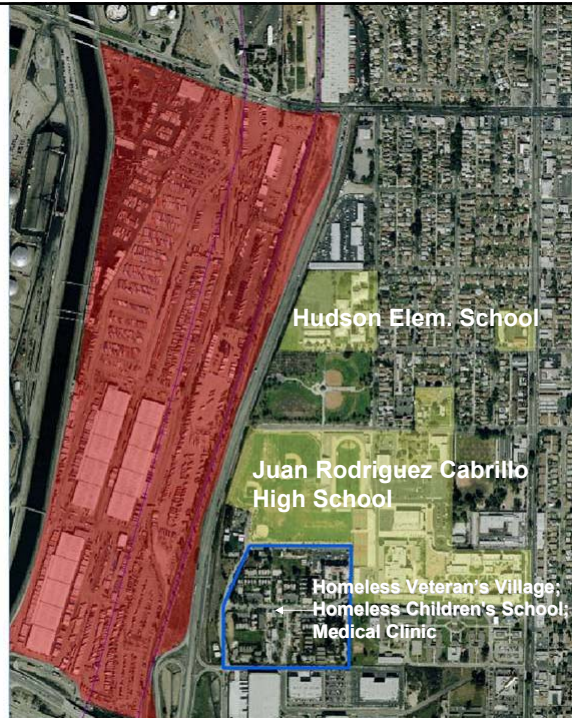 Hudson Elem. School
Juan Rodriguez Cabrillo
High School
Homeless Veteran's Village;
Homeless Children's School;
Medical Clinic